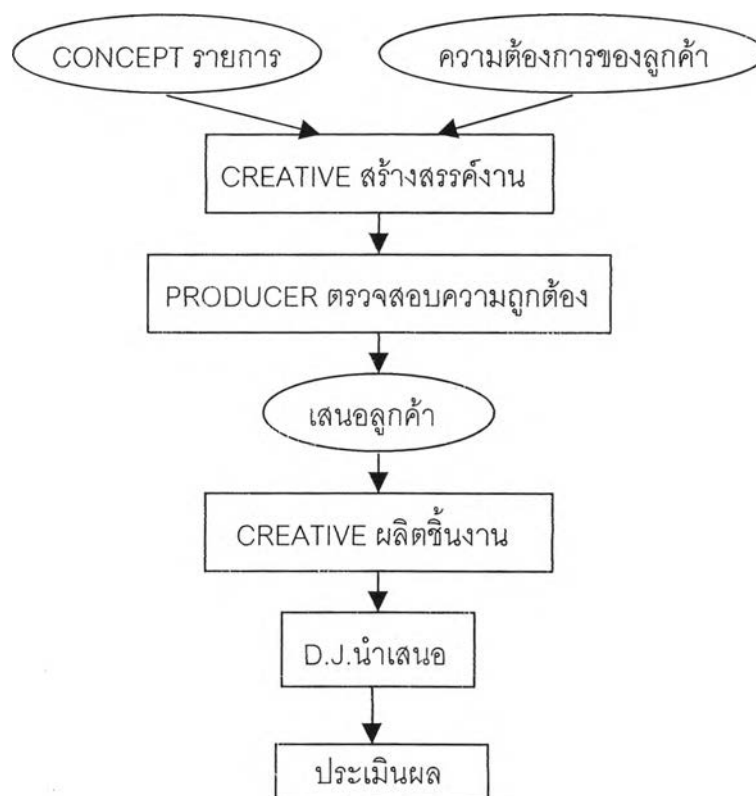 CONCEPT รายการ
ความต้องการของลูกค้า
CREATIVE สร้างสรรค์งาน
PRODUCER ตรวจสอบความถูกต้อง
เสนอลูกค้า
CREATIVE ผลิตชิ้นงาน
D.J.นำเสนอ
ประเมินผล